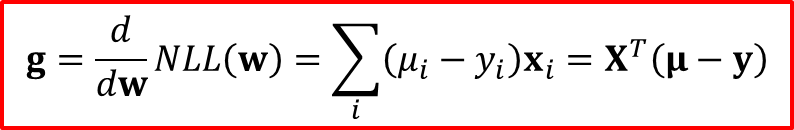 𝐠 = d/d𝐰 NLL(𝐰) = ∑_i (μ_i − y_i)𝐱_i = 𝐗^T(𝛍 − 𝐲)